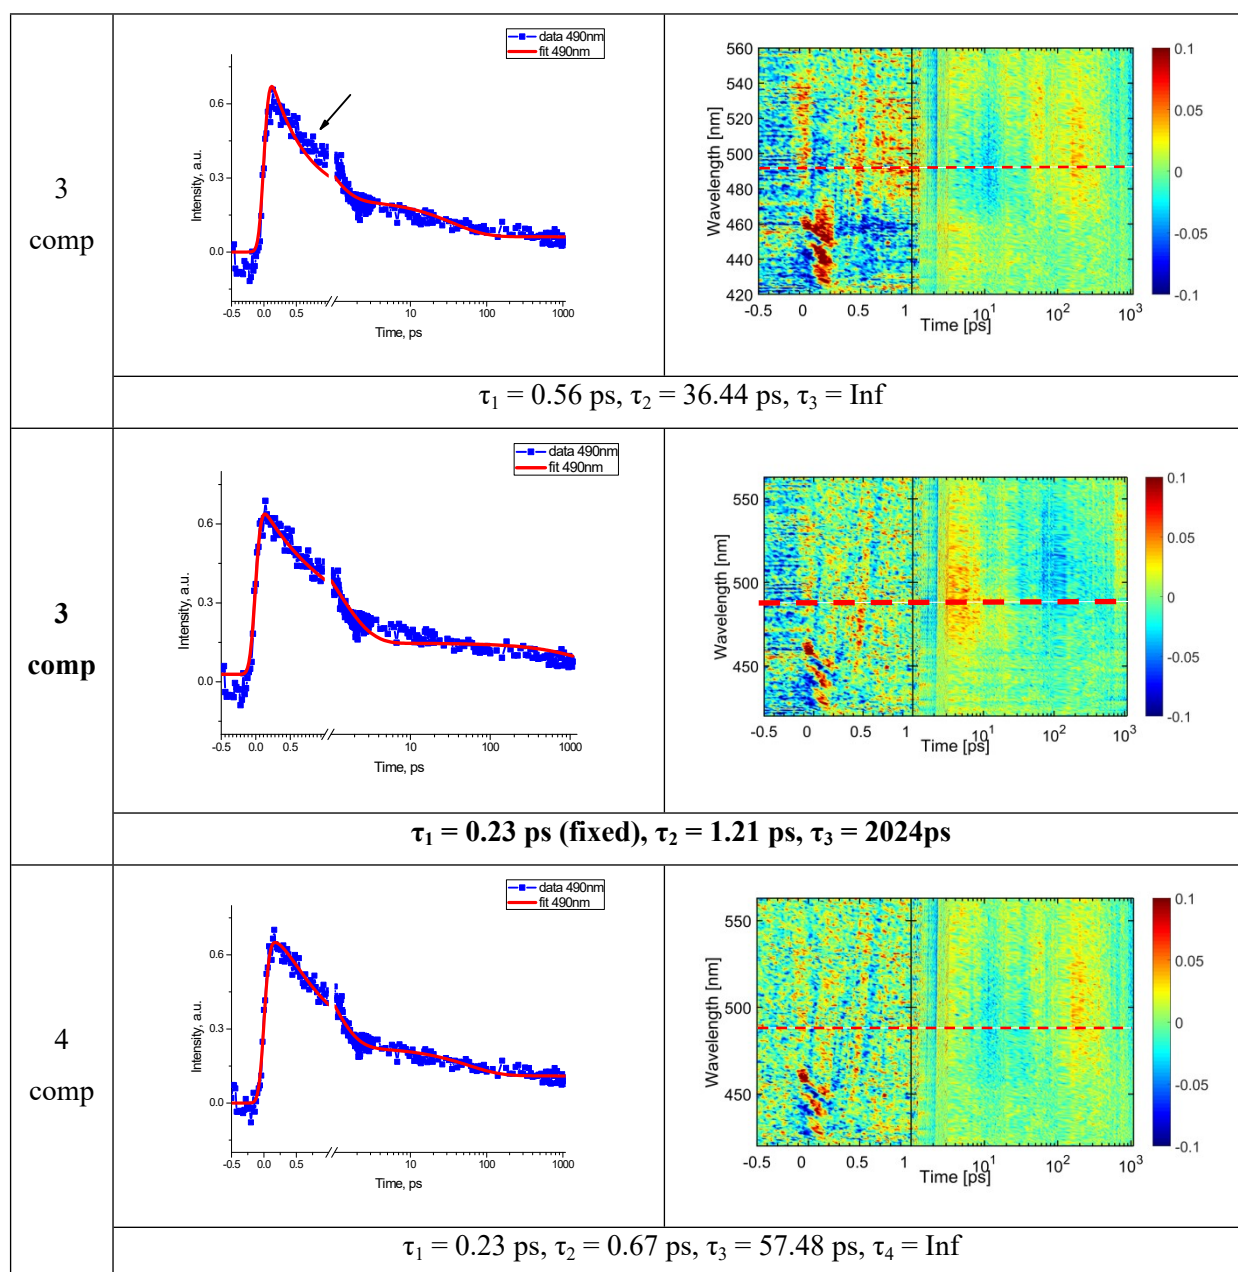 3
comp
data 490nm
fit 490nm
Intensity, a.u.
0.6
0.3
0.0
-0.5 0.0 0.5 10 100 1000
Time, ps
Wavelength [nm]
560
540
520
500
480
460
440
420
-0.5 0 0.5 1 10¹ 10² 10³
Time [ps]
0.1
0.05
0
-0.05
-0.1
τ₁ = 0.56 ps, τ₂ = 36.44 ps, τ₃ = Inf
3
comp
data 490nm
fit 490nm
Intensity, a.u.
0.6
0.3
0.0
-0.5 0.0 0.5 10 100 1000
Time, ps
Wavelength [nm]
550
500
450
-0.5 0 0.5 1 10¹ 10² 10³
Time [ps]
0.1
0.05
0
-0.05
-0.1
τ₁ = 0.23 ps (fixed), τ₂ = 1.21 ps, τ₃ = 2024ps
4
comp
data 490nm
fit 490nm
Intensity, a.u.
0.6
0.3
0.0
-0.5 0.0 0.5 10 100 1000
Time, ps
Wavelength [nm]
550
500
450
-0.5 0 0.5 1 10¹ 10² 10³
Time [ps]
0.1
0.05
0
-0.05
-0.1
τ₁ = 0.23 ps, τ₂ = 0.67 ps, τ₃ = 57.48 ps, τ₄ = Inf